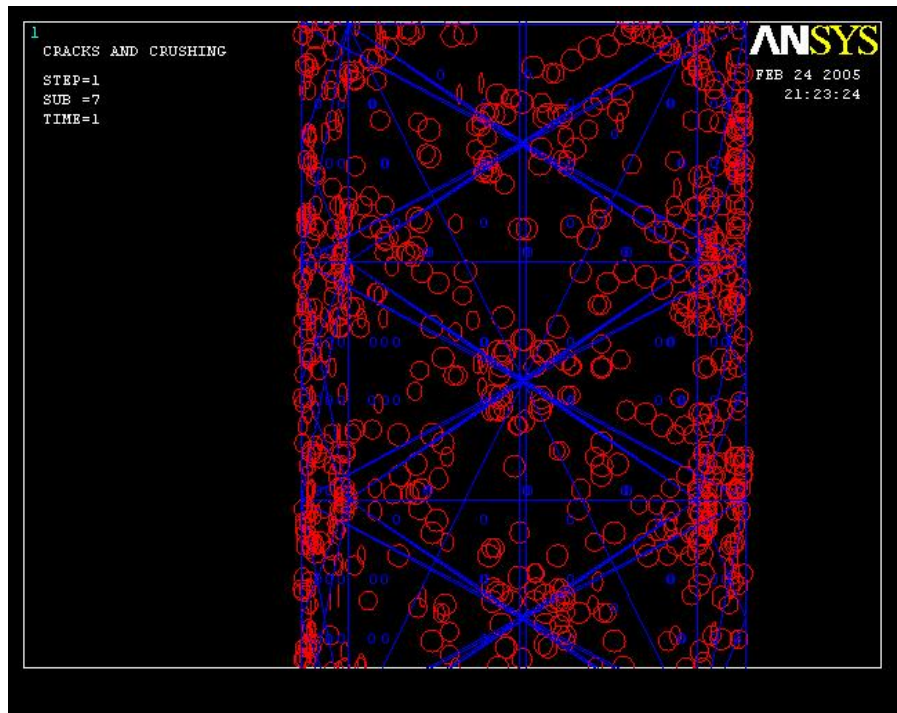 1
CRACKS AND CRUSHING
STEP=1
SUB =7
TIME=1
ANSYS
FEB 24 2005
21:23:24